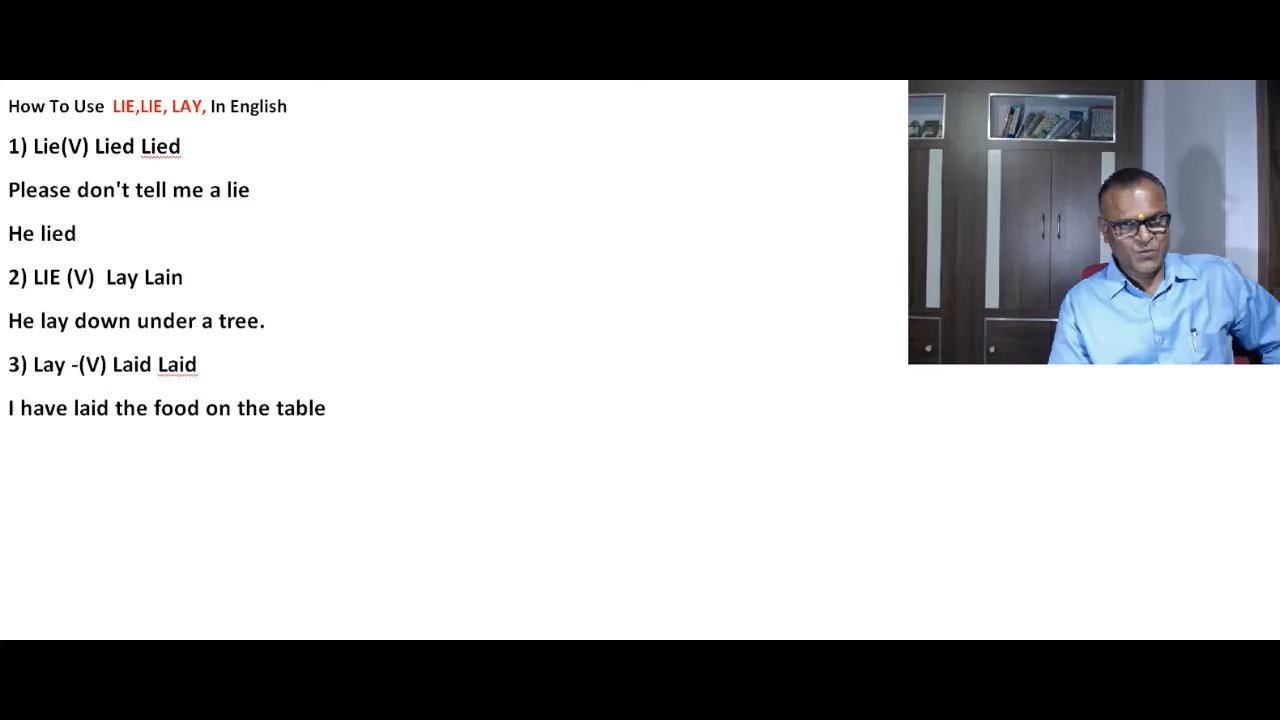 How To Use LIE,LIE, LAY, In English
1) Lie(V) Lied Lied
Please don't tell me a lie
He lied
2) LIE (V) Lay Lain
He lay down under a tree.
3) Lay -(V) Laid Laid
I have laid the food on the table